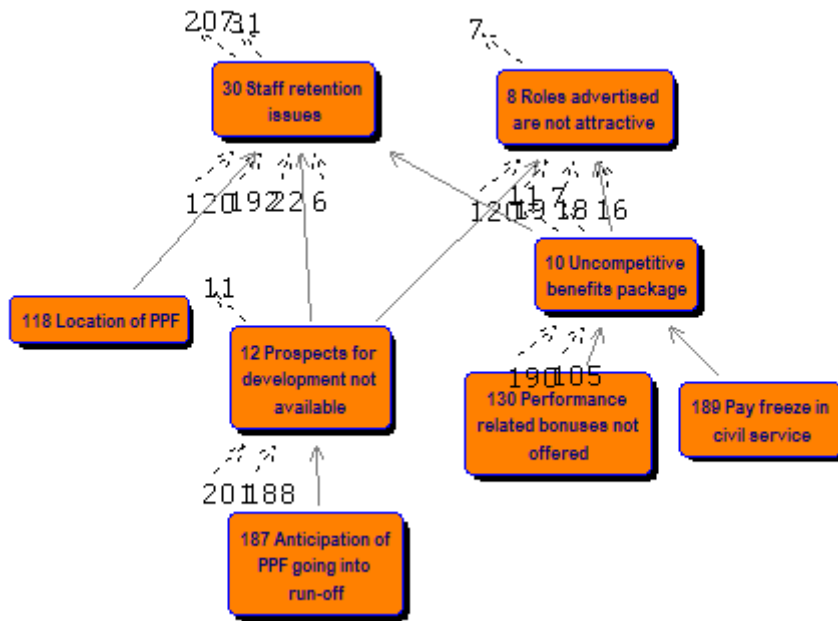 207 31
7
30 Staff retention
issues
8 Roles advertised
are not attractive
120 192 22 6
120 11 19 7 18 16
10 Uncompetitive
benefits package
11
118 Location of PPF
12 Prospects for
development not
available
190 105
130 Performance
related bonuses not
offered
189 Pay freeze in
civil service
201 188
187 Anticipation of
PPF going into
run-off